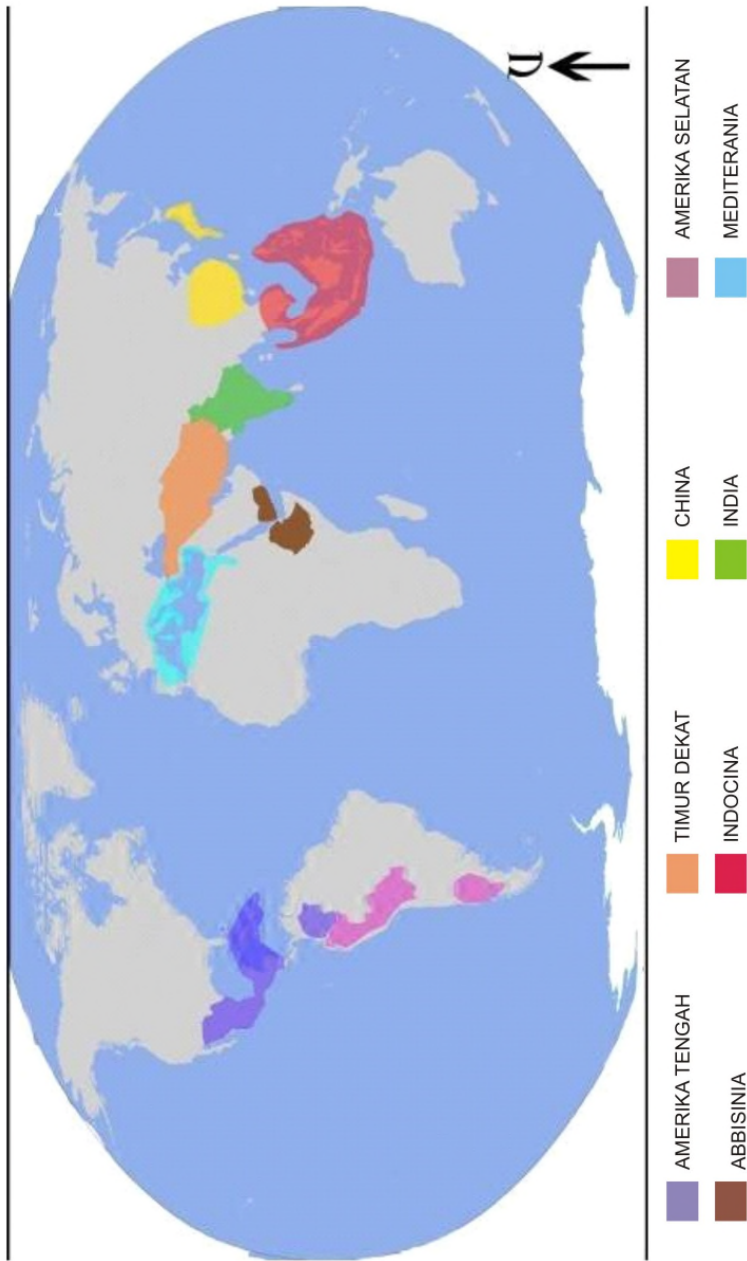 U
AMERIKA TENGAH TIMUR DEKAT CHINA AMERIKA SELATAN
ABBISINIA INDOCINA INDIA MEDITERANIA